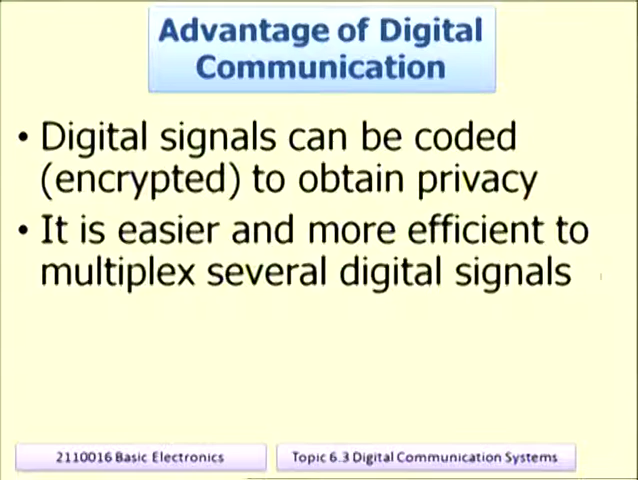 Advantage of Digital
Communication
• Digital signals can be coded
(encrypted) to obtain privacy
• It is easier and more efficient to
multiplex several digital signals
2110016 Basic Electronics
Topic 6.3 Digital Communication Systems